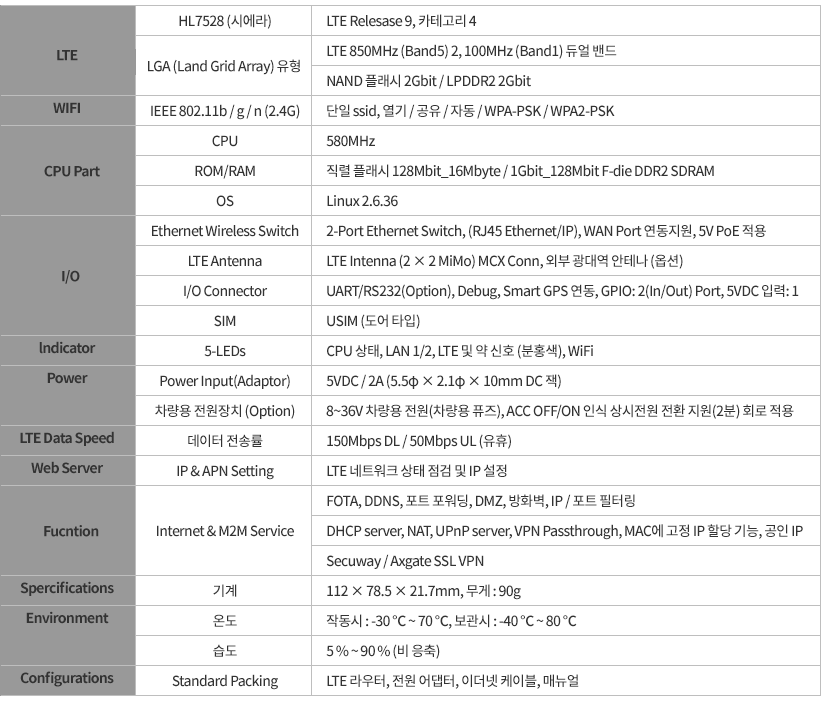 LTE
HL7528 (시에라)
LTE Relesase 9, 카테고리 4
LGA (Land Grid Array) 유형
LTE 850MHz (Band5) 2, 100MHz (Band1) 듀얼 밴드
NAND 플래시 2Gbit / LPDDR2 2Gbit
WIFI
IEEE 802.11b / g / n (2.4G)
단일 ssid, 열기 / 공유 / 자동 / WPA-PSK / WPA2-PSK
CPU Part
CPU
580MHz
ROM/RAM
직렬 플래시 128Mbit_16Mbyte / 1Gbit_128Mbit F-die DDR2 SDRAM
OS
Linux 2.6.36
I/O
Ethernet Wireless Switch
2-Port Ethernet Switch, (RJ45 Ethernet/IP), WAN Port 연동지원, 5V PoE 적용
LTE Antenna
LTE Intenna (2 × 2 MiMo) MCX Conn, 외부 광대역 안테나 (옵션)
I/O Connector
UART/RS232(Option), Debug, Smart GPS 연동, GPIO: 2(In/Out) Port, 5VDC 입력: 1
SIM
USIM (도어 타입)
Indicator
5-LEDs
CPU 상태, LAN 1/2, LTE 및 약 신호 (분홍색), WiFi
Power
Power Input(Adaptor)
5VDC / 2A (5.5φ × 2.1φ × 10mm DC 잭)
차량용 전원장치 (Option)
8~36V 차량용 전원(차량용 퓨즈), ACC OFF/ON 인식 상시전원 전환 지원(2분) 회로 적용
LTE Data Speed
데이터 전송률
150Mbps DL / 50Mbps UL (유휴)
Web Server
IP & APN Setting
LTE 네트워크 상태 점검 및 IP 설정
Fucntion
Internet & M2M Service
FOTA, DDNS, 포트 포워딩, DMZ, 방화벽, IP / 포트 필터링
DHCP server, NAT, UPnP server, VPN Passthrough, MAC에 고정 IP 할당 기능, 공인 IP
Secuway / Axgate SSL VPN
Spercifications
기계
112 × 78.5 × 21.7mm, 무게 : 90g
Environment
온도
작동시 : -30 °C ~ 70 °C, 보관시 : -40 °C ~ 80 °C
습도
5 % ~ 90 % (비 응축)
Configurations
Standard Packing
LTE 라우터, 전원 어댑터, 이더넷 케이블, 매뉴얼